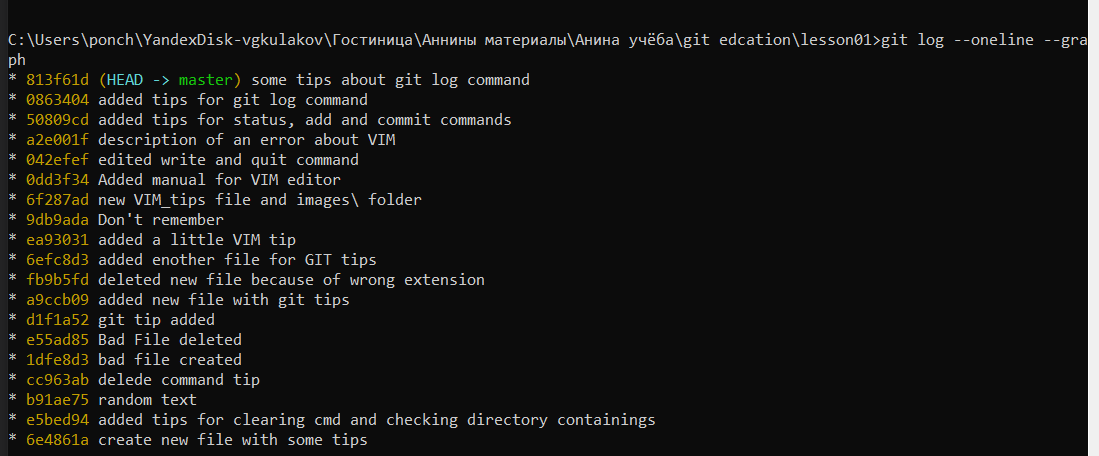 C:\Users\ponch\YandexDisk-vgkulakov\Гостиница\Аннины материалы\Анина учёба\git edcation\lesson01>git log --oneline --gra
ph
* 813f61d (HEAD -> master) some tips about git log command
* 0863404 added tips for git log command
* 50809cd added tips for status, add and commit commands
* a2e001f description of an error about VIM
* 042efef edited write and quit command
* 0dd3f34 Added manual for VIM editor
* 6f287ad new VIM_tips file and images\ folder
* 9db9ada Don't remember
* ea93031 added a little VIM tip
* 6efc8d3 added enother file for GIT tips
* fb9b5fd deleted new file because of wrong extension
* a9ccb09 added new file with git tips
* d1f1a52 git tip added
* e55ad85 Bad File deleted
* 1dfe8d3 bad file created
* cc963ab delede command tip
* b91ae75 random text
* e5bed94 added tips for clearing cmd and checking directory containings
* 6e4861a create new file with some tips